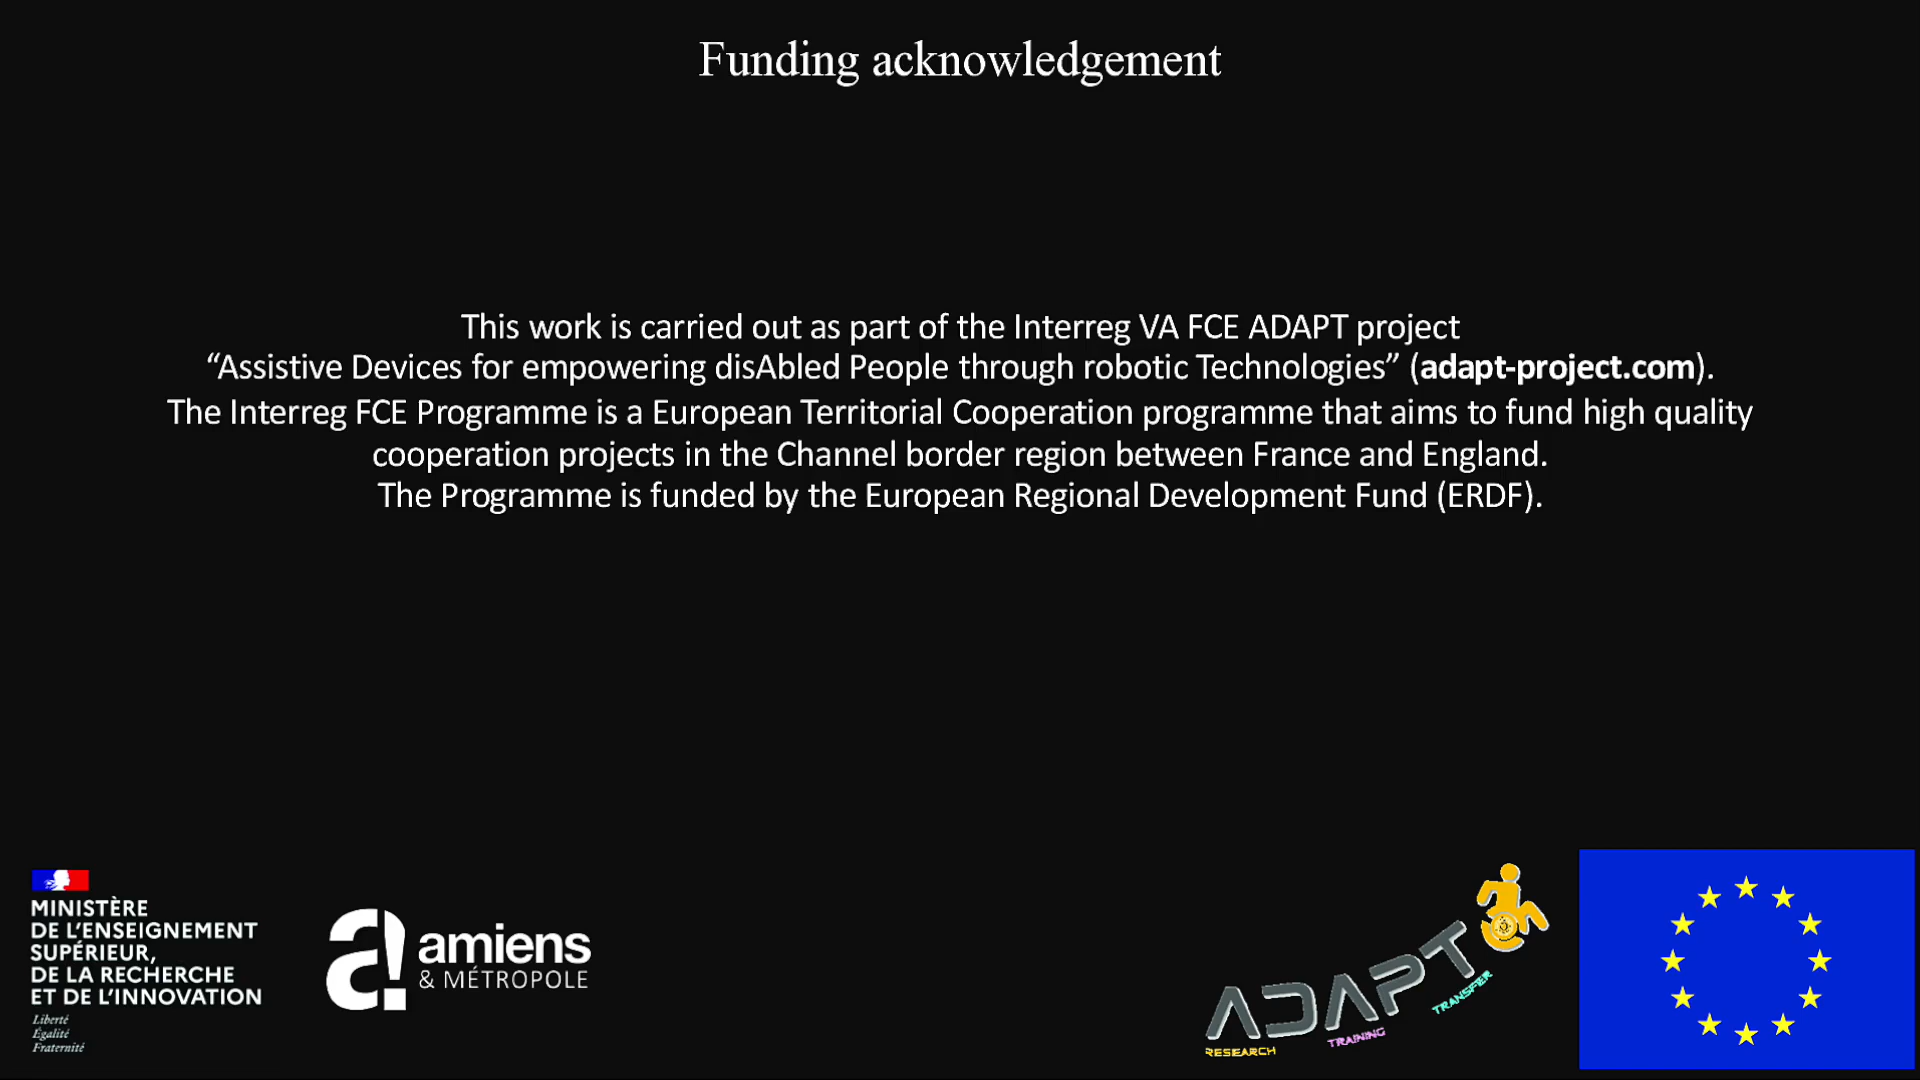 Funding acknowledgement
This work is carried out as part of the Interreg VA FCE ADAPT project
“Assistive Devices for empowering disAbled People through robotic Technologies” (adapt-project.com).
The Interreg FCE Programme is a European Territorial Cooperation programme that aims to fund high quality
cooperation projects in the Channel border region between France and England.
The Programme is funded by the European Regional Development Fund (ERDF).
MINISTÈRE
DE L’ENSEIGNEMENT
SUPÉRIEUR,
DE LA RECHERCHE
ET DE L’INNOVATION
Liberté
Égalité
Fraternité
a!
amiens
& MÉTROPOLE
ADAPT
RESEARCH
TRAINING
TRANSFER